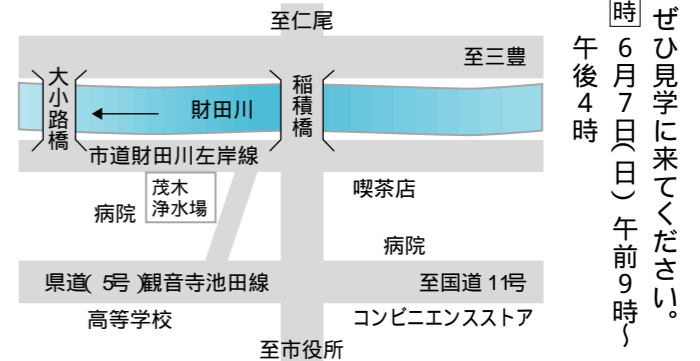 ぜひ見学に来てください。
時 6月7日(日) 午前9時~
午後4時
至仁尾
至三豊
大小路橋
財田川
稲積橋
市道財田川左岸線
茂木
浄水場
病院
喫茶店
病院
県道(5号)観音寺池田線
至国道11号
高等学校
コンビニエンスストア
至市役所